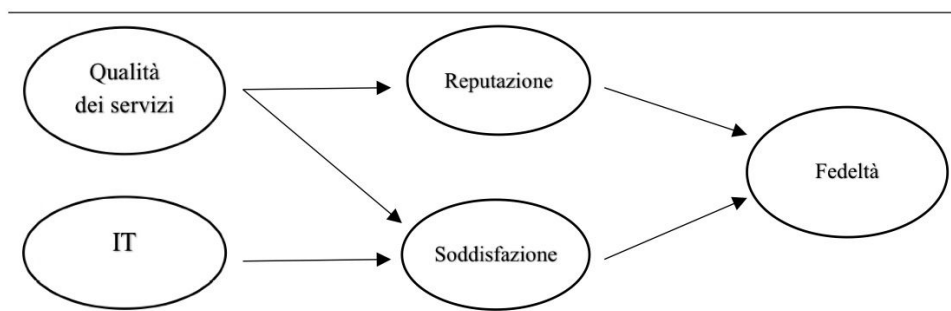 Qualità
dei servizi
Reputazione
Fedeltà
IT
Soddisfazione